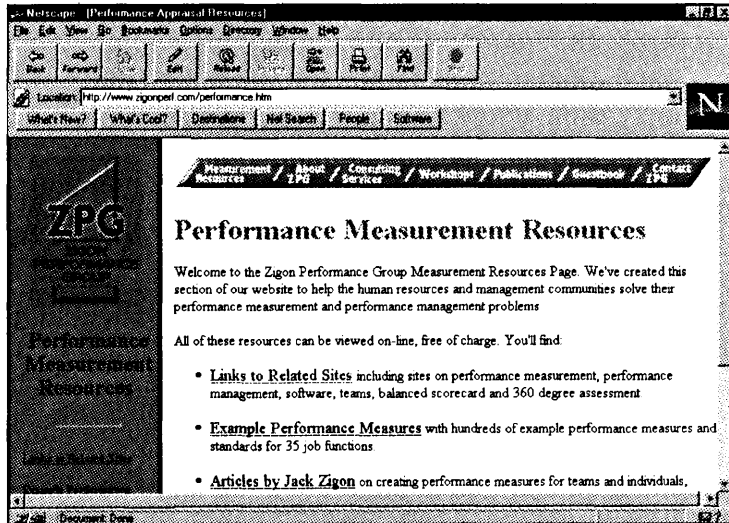 Netscape - [Performance Appraisal Resources]
File Edit View Go Bookmarks Options Directory Window Help
Back Forward Edit Reload Open Print Find
Location: http://www.zigonperf.com/performance.htm
What's New? What's Cool? Destinations Net Search People Software
N
Measurement Resources / About ZPG / Consulting Services / Workshops / Publications / Guestbook / Contact ZPG
ZPG
ZIGON
PERFORMANCE
GROUP
Performance
Measurement
Resources
Performance Measurement Resources
Welcome to the Zigon Performance Group Measurement Resources Page. We've created this
section of our website to help the human resources and management communities solve their
performance measurement and performance management problems
All of these resources can be viewed on-line, free of charge. You'll find:
• Links to Related Sites including sites on performance measurement, performance
management, software, teams, balanced scorecard and 360 degree assessment
• Example Performance Measures with hundreds of example performance measures and
standards for 35 job functions.
• Articles by Jack Zigon on creating performance measures for teams and individuals,
Document: Done